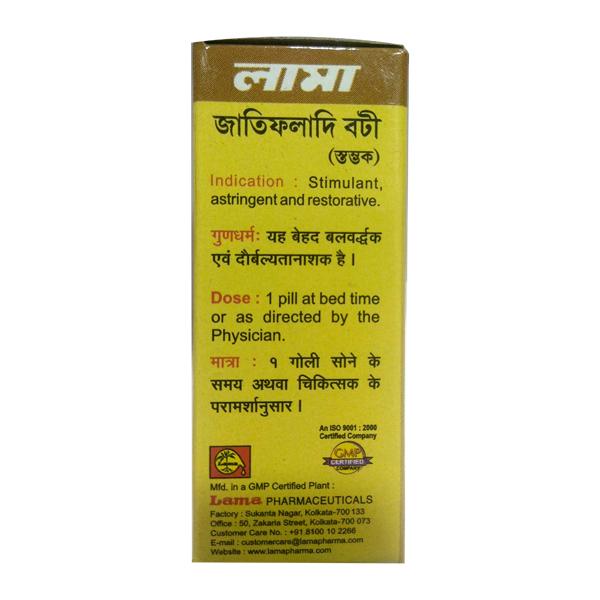 লামা
জাতিফলাদি বটী
(স্তম্ভক)
Indication : Stimulant,
astringent and restorative.
गुणधर्मः यह बेहद बलवर्द्धक
एवं दौर्बल्यतानाशक है ।
Dose : 1 pill at bed time
or as directed by the
Physician.
मात्रा : १ गोली सोने के
समय अथवा चिकित्सक के
परामर्शानुसार ।
An ISO 9001 : 2000
Certified Company
GMP
CERTIFIED
COMPANY
Mfd. in a GMP Certified Plant :
Lama PHARMACEUTICALS
Factory : Sukanta Nagar, Kolkata-700 133
Office : 50, Zakaria Street, Kolkata-700 073
Customer Care No. : +91 8100 10 2266
E-mail : customercare@lamapharma.com
Website : www.lamapharma.com